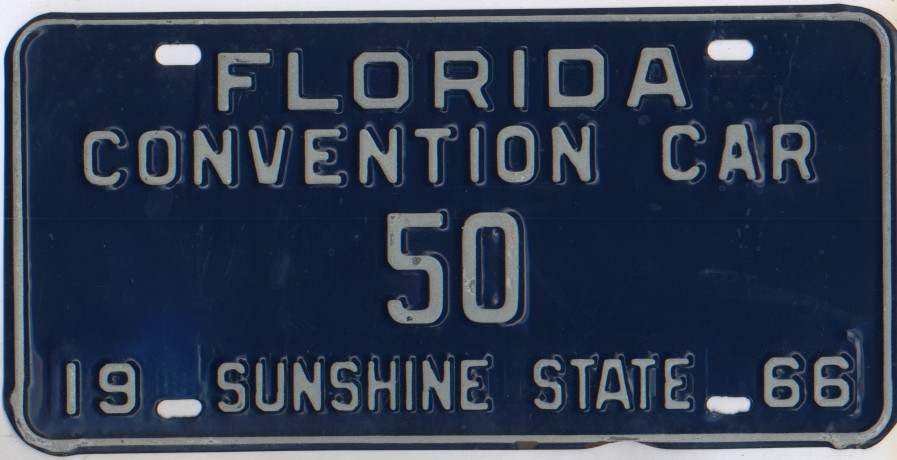 FLORIDA
CONVENTION CAR
50
19 SUNSHINE STATE 66